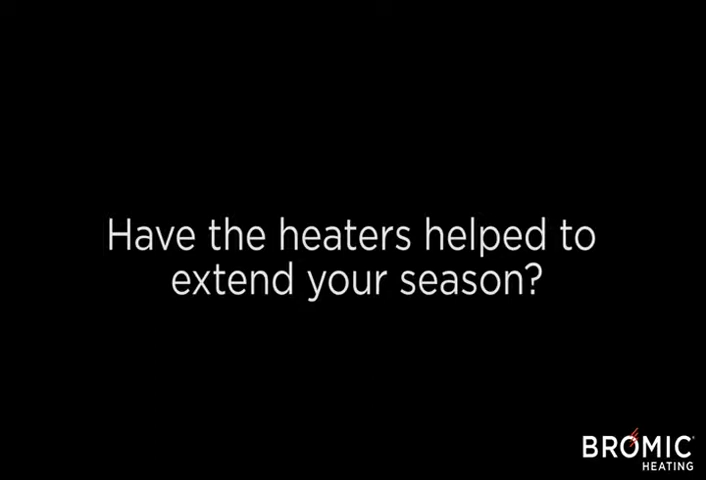 Have the heaters helped to
extend your season?
BROMIC
HEATING